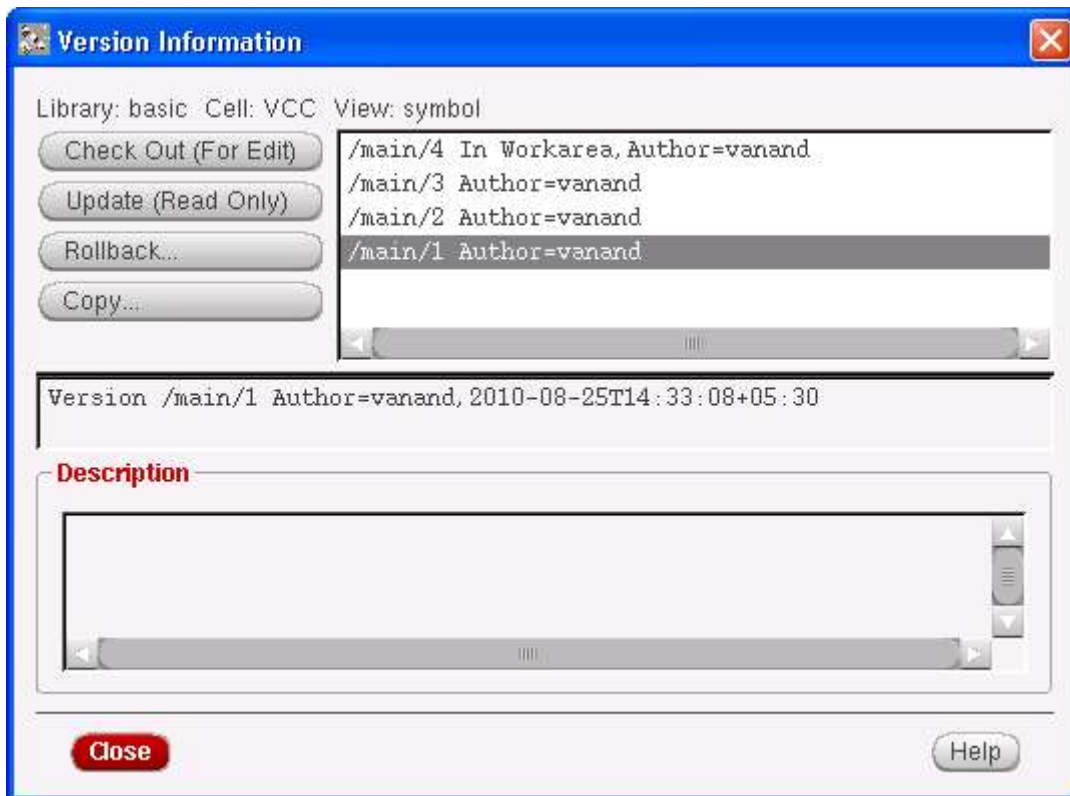 Version Information
Library: basic Cell: VCC View: symbol
Check Out (For Edit)
Update (Read Only)
Rollback...
Copy...
/main/4 In Workarea, Author=vanand
/main/3 Author=vanand
/main/2 Author=vanand
/main/1 Author=vanand
Version /main/1 Author=vanand, 2010-08-25T14:33:08+05:30
Description
Close
Help